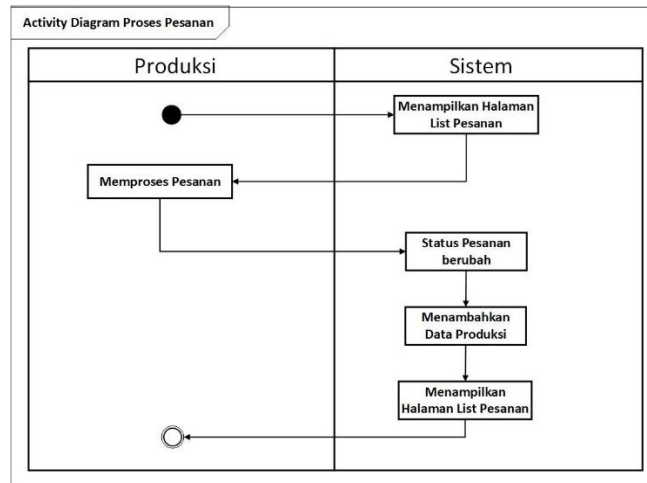 Activity Diagram Proses Pesanan
Produksi
Sistem
Menampilkan Halaman
List Pesanan
Memproses Pesanan
Status Pesanan
berubah
Menambahkan
Data Produksi
Menampilkan
Halaman List Pesanan